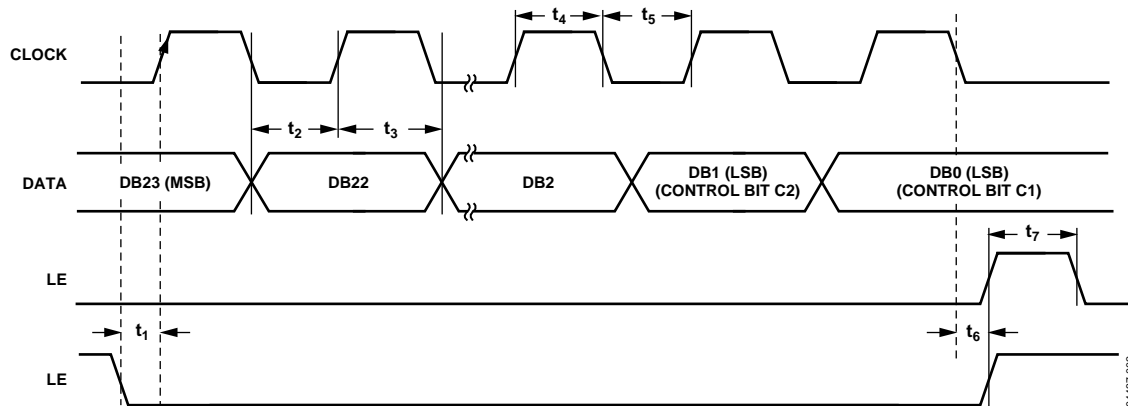 t4
t5
CLOCK
t2
t3
DATA
DB23 (MSB)
DB22
DB2
DB1 (LSB)
(CONTROL BIT C2)
DB0 (LSB)
(CONTROL BIT C1)
t7
LE
t1
t6
LE